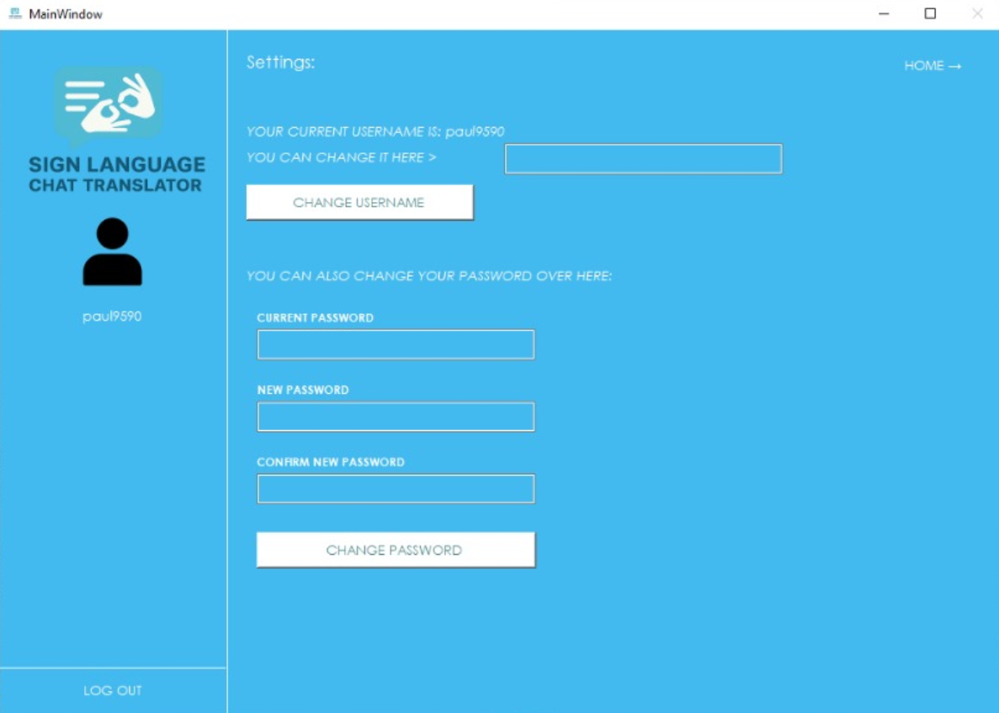 MainWindow
SIGN LANGUAGE
CHAT TRANSLATOR
paul9590
LOG OUT
Settings:
HOME →
YOUR CURRENT USERNAME IS: paul9590
YOU CAN CHANGE IT HERE >
CHANGE USERNAME
YOU CAN ALSO CHANGE YOUR PASSWORD OVER HERE:
CURRENT PASSWORD
NEW PASSWORD
CONFIRM NEW PASSWORD
CHANGE PASSWORD